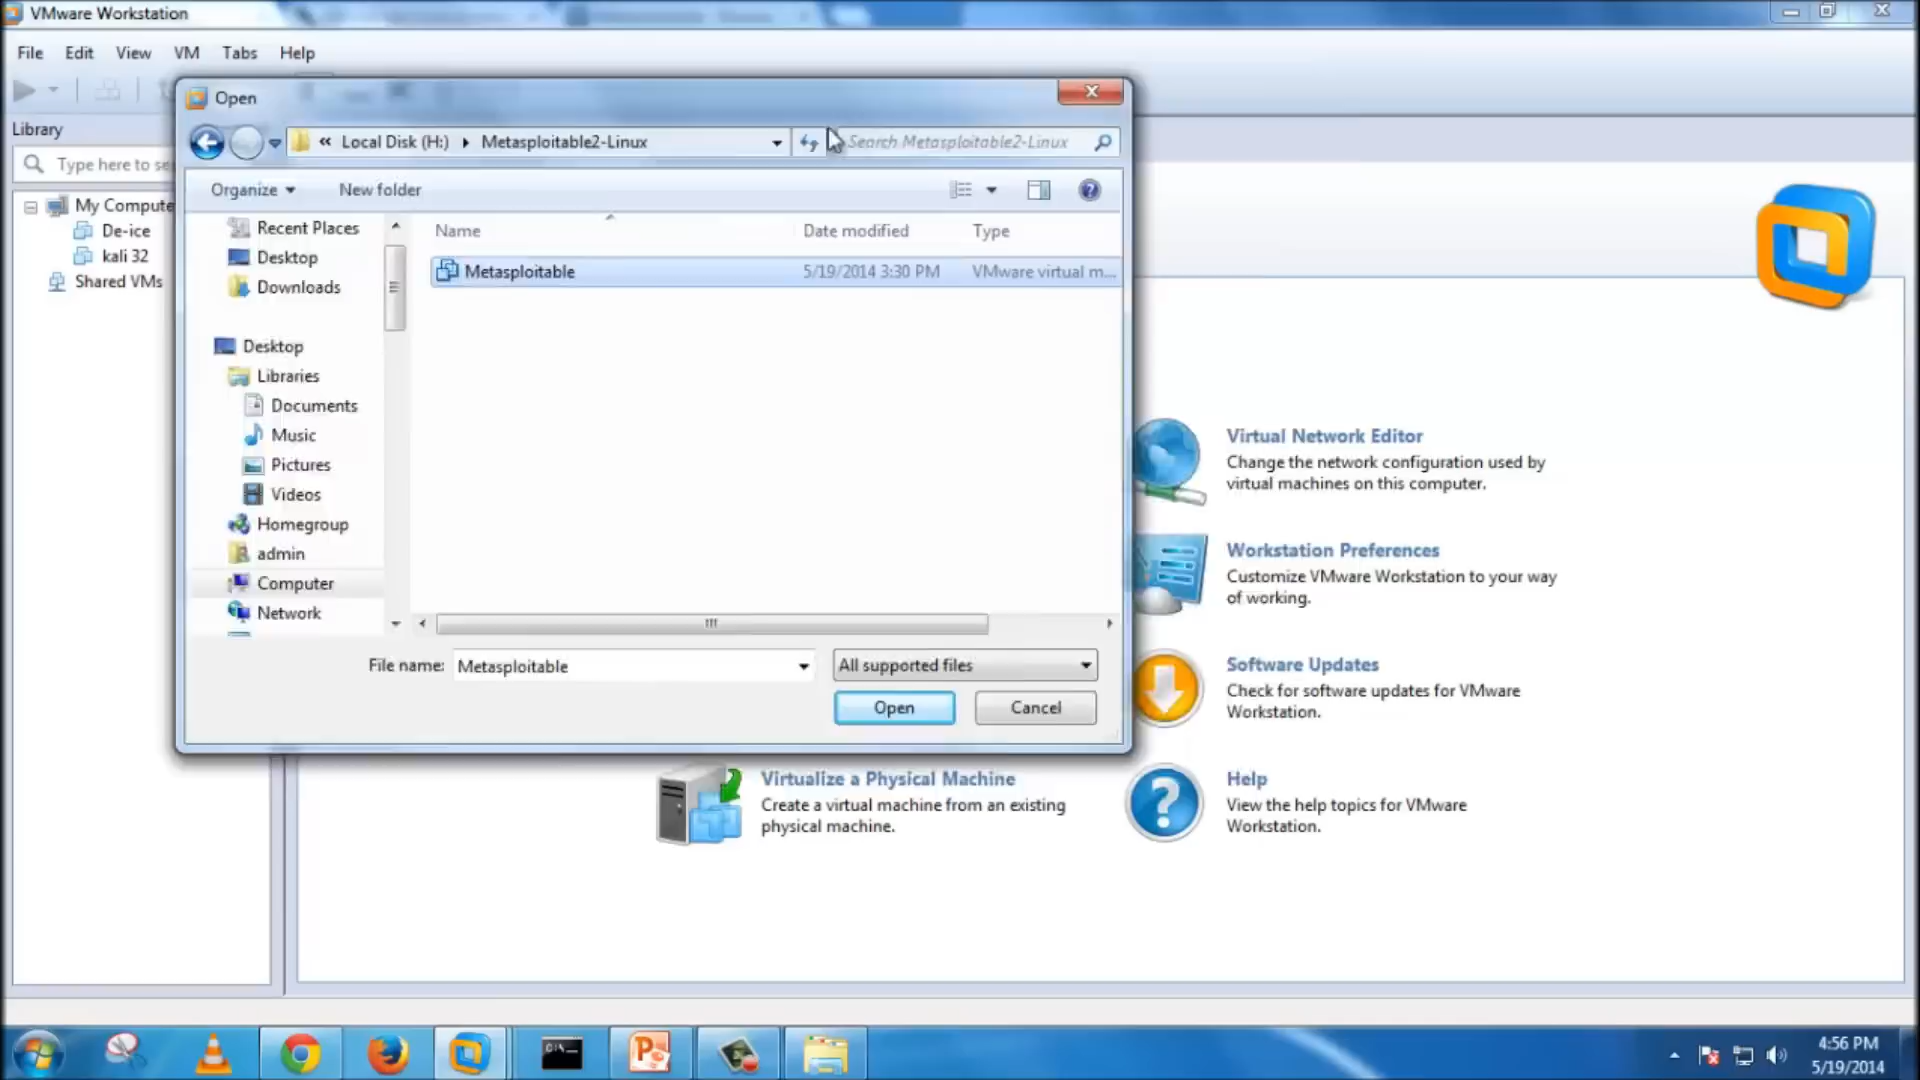 VMware Workstation
File Edit View VM Tabs Help
Library
Type here to se
My Compute
De-ice
kali 32
Shared VMs
Open
« Local Disk (H:) Metasploitable2-Linux
Search Metasploitable2-Linux
Organize New folder
Recent Places
Desktop
Downloads
Desktop
Libraries
Documents
Music
Pictures
Videos
Homegroup
admin
Computer
Network
Name Date modified Type
Metasploitable 5/19/2014 3:30 PM VMware virtual m...
File name: Metasploitable
All supported files
Open Cancel
Virtual Network Editor
Change the network configuration used by
virtual machines on this computer.
Workstation Preferences
Customize VMware Workstation to your way
of working.
Software Updates
Check for software updates for VMware
Workstation.
Virtualize a Physical Machine
Create a virtual machine from an existing
physical machine.
Help
View the help topics for VMware
Workstation.
4:56 PM
5/19/2014